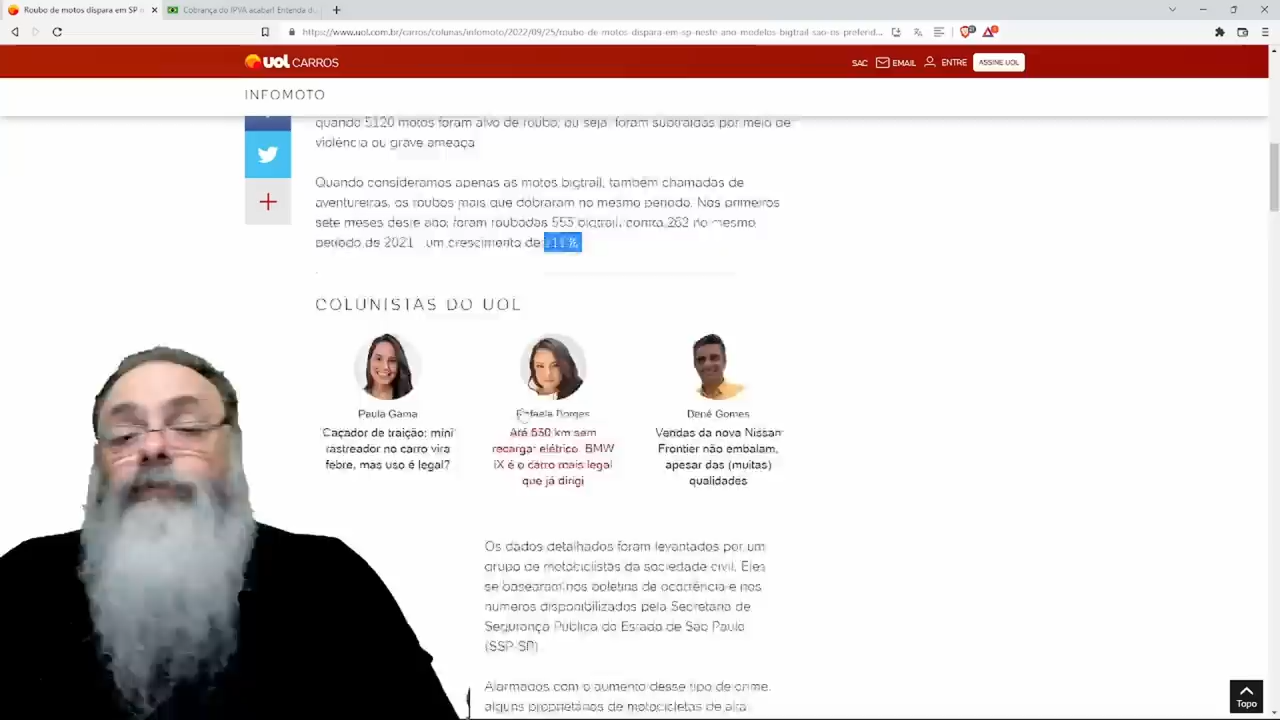 Roubo de motos dispara em SP
Cobrança do IPVA acabar! Entenda d...
https://www.uol.com.br/carros/colunas/infomoto/2022/09/25/roubo-de-motos-dispara-em-sp-neste-ano-modelos-bigtrail-sao-os-preferid...
uol CARROS
SAC
EMAIL
ENTRE
ASSINE UOL
INFOMOTO
quando 5120 motos foram alvo de roubo, ou seja, foram subtraídas por meio de
violência ou grave ameaça
Quando consideramos apenas as motos bigtrail, também chamadas de
aventureiras, os roubos mais que dobraram no mesmo período. Nos primeiros
sete meses deste ano, foram roubadas 553 bigtrail, contra 262 no mesmo
período de 2021 um crescimento de
COLUNISTAS DO UOL
Paula Gama
Rafaela Borges
Denê Gomes
Caçador de traição: mini
rastreador no carro vira
febre, mas uso é legal?
Até 630 km sem
recarga: elétrico BMW
iX é o carro mais legal
que já dirigi
Vendas da nova Nissan
Frontier não embalam,
apesar das (muitas)
qualidades
Os dados detalhados foram levantados por um
grupo de motociclistas da sociedade civil. Eles
se basearam nos boletins de ocorrência e nos
números disponibilizados pela Secretaria de
Segurança Pública do Estado de São Paulo
(SSP-SP)
Alarmados com o aumento desse tipo de crime,
alguns proprietários de motocicletas de alta
Topo